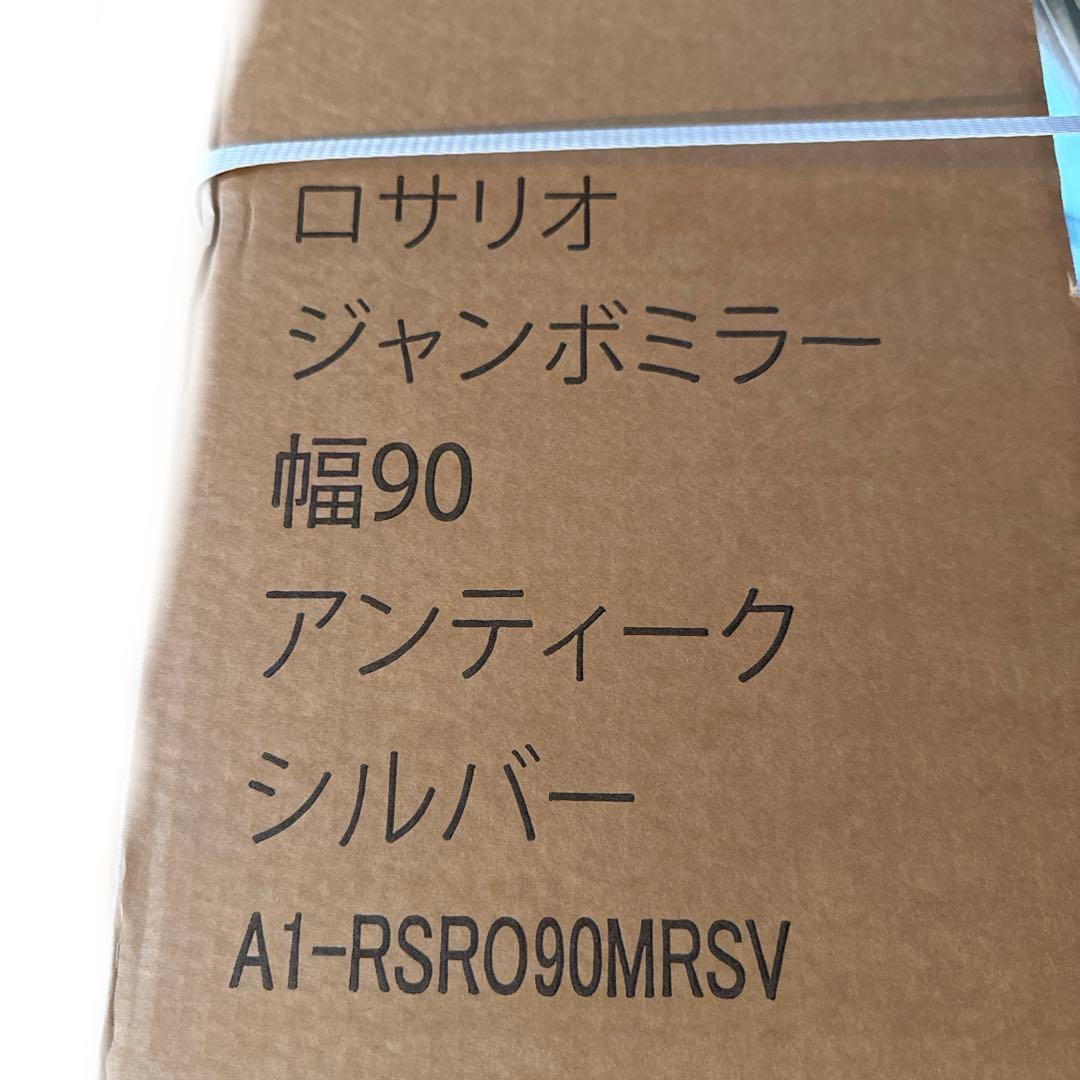 ロサリオ
ジャンボミラー
幅90
アンティーク
シルバー
A1-RSRO90MRSV